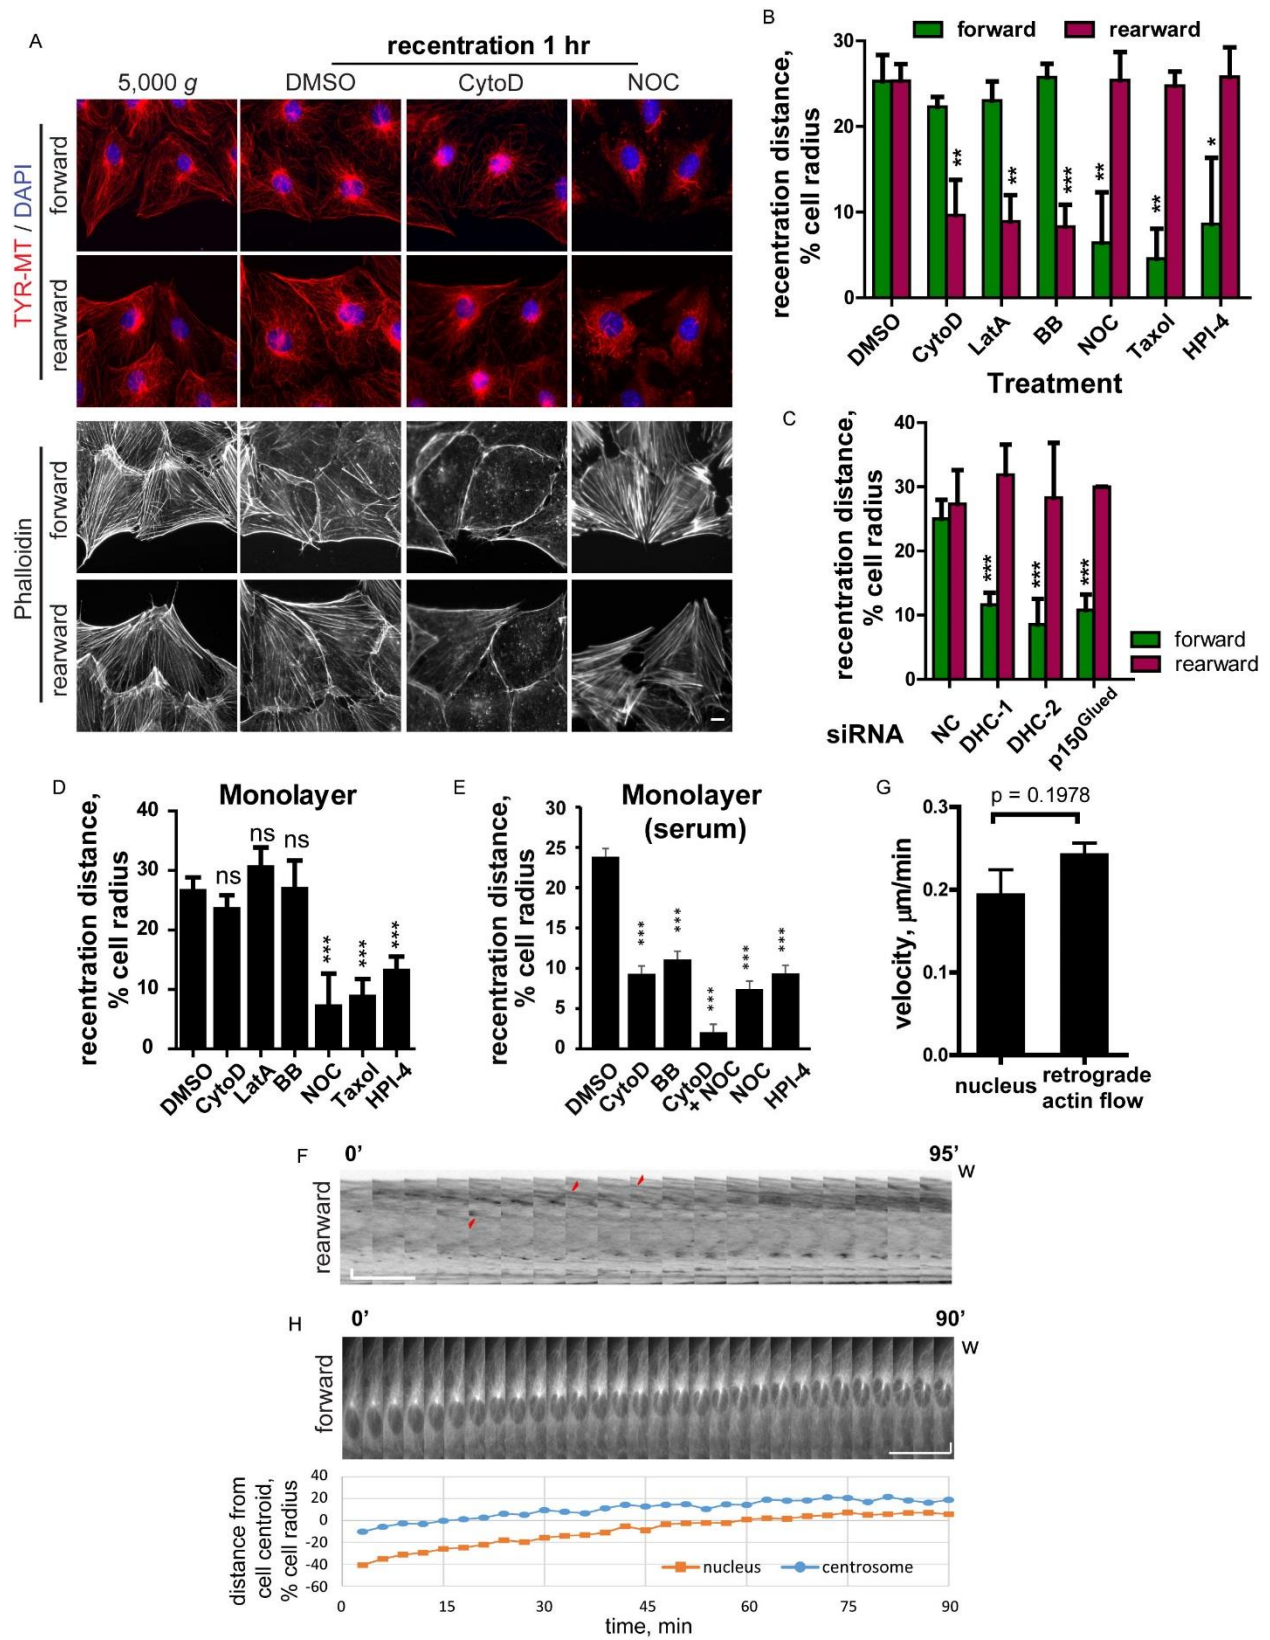 A
recentration 1 hr
5,000 g
DMSO
CytoD
NOC
TYR-MT / DAPI
forward
rearward
Phalloidin
forward
rearward
B
forward
rearward
recentration distance,
% cell radius
30
20
10
0
**
**
***
**
**
*
DMSO
CytoD
LatA
BB
NOC
Taxol
HPI-4
Treatment
C
recentration distance,
% cell radius
40
30
20
10
0
***
***
***
forward
rearward
siRNA
NC
DHC-1
DHC-2
p150Glued
D
Monolayer
recentration distance,
% cell radius
40
30
20
10
0
ns
ns
ns
***
***
***
DMSO
CytoD
LatA
BB
NOC
Taxol
HPI-4
E
Monolayer
(serum)
recentration distance,
% cell radius
30
25
20
15
10
5
0
***
***
***
***
***
DMSO
CytoD
BB
CytoD
+ NOC
NOC
HPI-4
G
p = 0.1978
velocity, µm/min
0.3
0.2
0.1
0.0
nucleus
retrograde
actin flow
F
0’
95’
W
rearward
H
0’
90’
W
forward
distance from
cell centroid,
% cell radius
40
20
0
-20
-40
-60
nucleus
centrosome
0
15
30
45
60
75
90
time, min